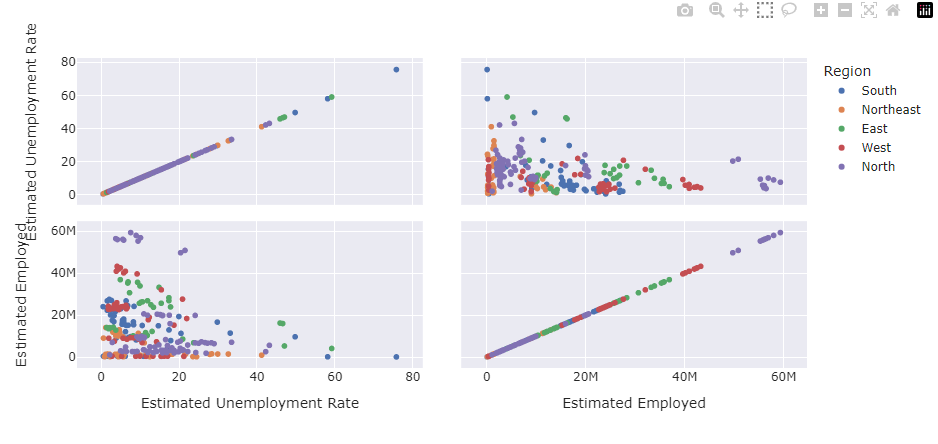 Estimated Unemployment Rate
80
60
40
20
0
Region
South
Northeast
East
West
North
Estimated Employed
60M
40M
20M
0
0
20
40
60
80
0
20M
40M
60M
Estimated Unemployment Rate
Estimated Employed